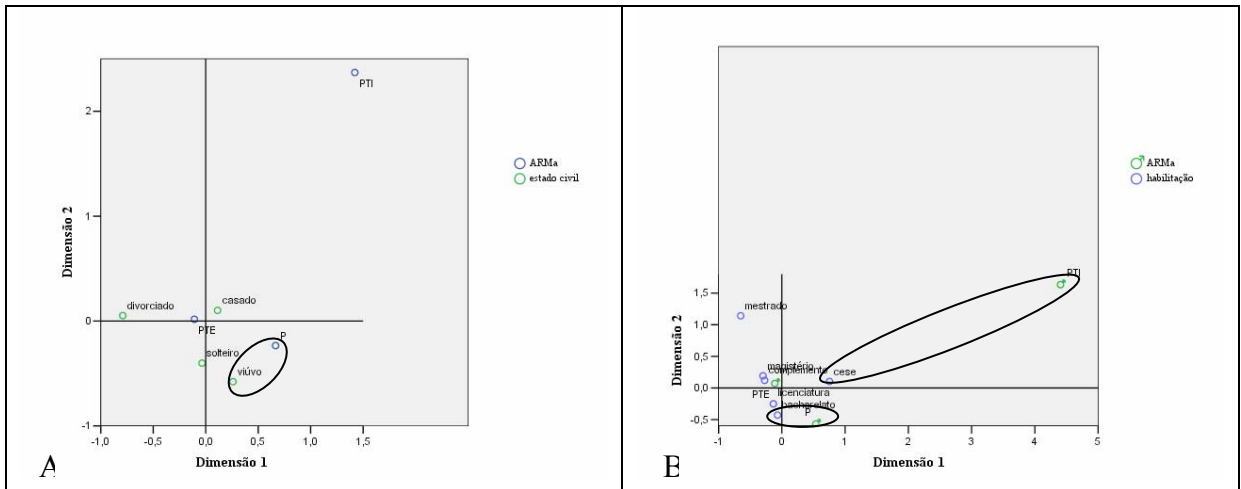 PTI
2
ARMa
estado civil
1
Dimensão 2
divorciado
casado
0
PTE
P
solteiro
viúvo
-1
-1,0
-0,5
0,0
0,5
1,0
1,5
Dimensão 1
A
ARMa
habilitação
PTI
1,5
mestrado
1,0
Dimensão 2
0,5
magistério
complemento
cese
0,0
PTE
licenciatura
bacharelato
P
-0,5
-1
0
1
2
3
4
5
Dimensão 1
B